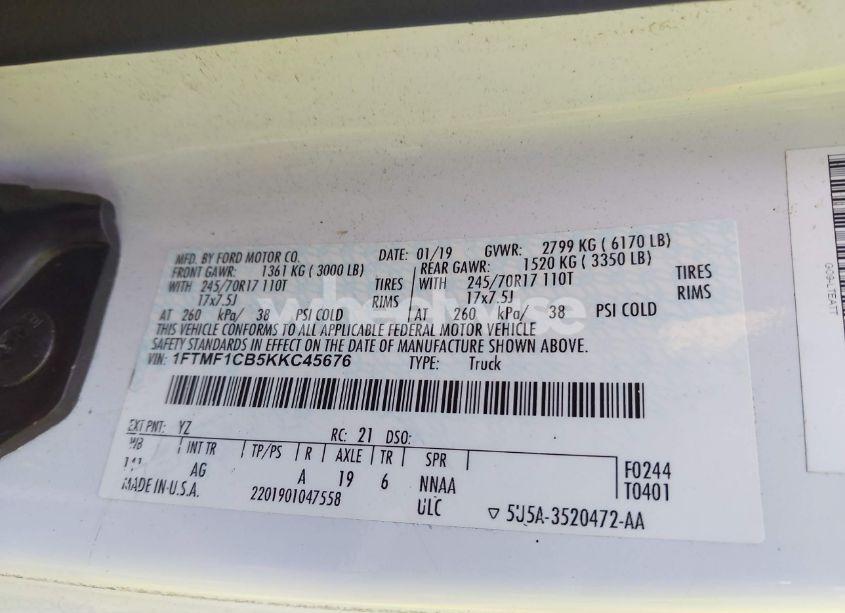 MFD. BY FORD MOTOR CO. DATE: 01/19 GVWR: 2799 KG ( 6170 LB)
FRONT GAWR: 1361 KG ( 3000 LB) REAR GAWR: 1520 KG ( 3350 LB)
WITH 245/70R17 110T TIRES WITH 245/70R17 110T TIRES
17x7.5J RIMS 17x7.5J RIMS
AT 260 kPa/ 38 PSI COLD AT 260 kPa/ 38 PSI COLD
THIS VEHICLE CONFORMS TO ALL APPLICABLE FEDERAL MOTOR VEHICLE
SAFETY STANDARDS IN EFFECT ON THE DATE OF MANUFACTURE SHOWN ABOVE.
VIN: 1FTMF1CB5KKC45676 TYPE: Truck
EXT PNT: YZ RC: 21 DSO:
WB INT TR TP/PS R AXLE TR SPR F0244
141 AG A 19 6 NNAA T0401
MADE IN U.S.A. 2201901047558 ULC ▽ 5U5A-3520472-AA